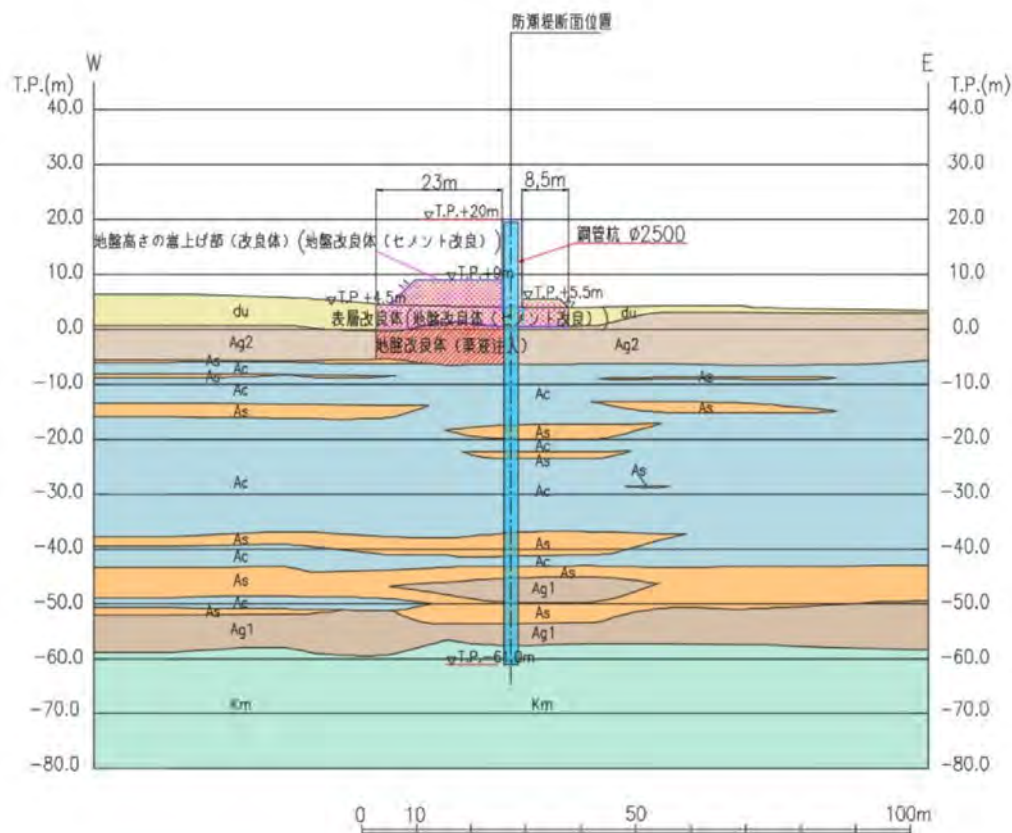 防潮堤断面位置
W
E
T.P.(m)
T.P.(m)
40.0
40.0
30.0
30.0
23m
8,5m
20.0
▽T.P.+20m
20.0
地盤高さの嵩上げ部(改良体)(地盤改良体(セメント改良))
鋼管杭 Ø2500
10.0
10.0
▽T.P.+5.5m
du
表層改良体(地盤改良体(セメント改良))
du
0.0
0.0
Ag2
地盤改良体(薬液注入)
Ag2
As
Ac
As
As
-10.0
Ac
Ac
-10.0
As
As
As
-20.0
Ac
-20.0
As
As
Ac
Ac
-30.0
-30.0
As
As
-40.0
Ac
Ac
-40.0
As
As
Ag1
-50.0
Ac
-50.0
As
As
Ag1
Ag1
-60.0
-60.0
Km
Km
-70.0
-70.0
-80.0
-80.0
0 10 50 100m